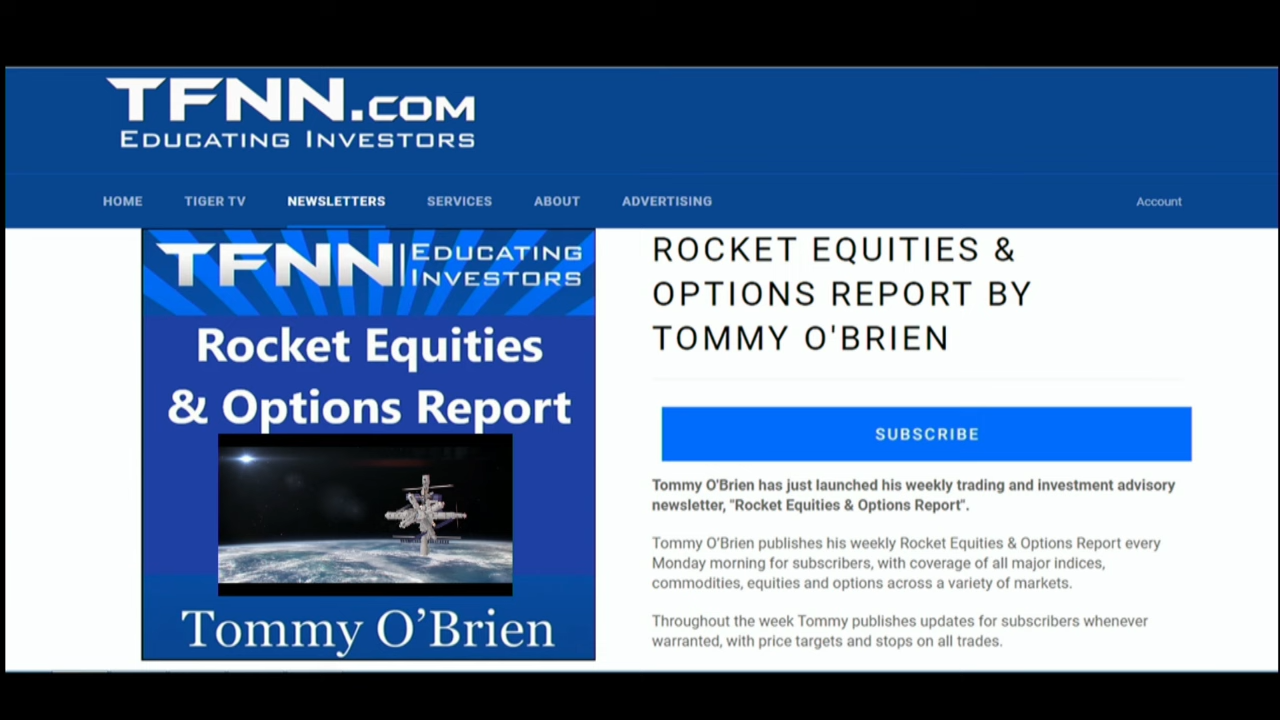 TFNN.COM
EDUCATING INVESTORS
HOME TIGER TV NEWSLETTERS SERVICES ABOUT ADVERTISING Account
TFNN EDUCATING
INVESTORS
Rocket Equities
& Options Report
Tommy O’Brien
ROCKET EQUITIES &
OPTIONS REPORT BY
TOMMY O'BRIEN
SUBSCRIBE
Tommy O'Brien has just launched his weekly trading and investment advisory
newsletter, "Rocket Equities & Options Report".
Tommy O'Brien publishes his weekly Rocket Equities & Options Report every
Monday morning for subscribers, with coverage of all major indices,
commodities, equities and options across a variety of markets.
Throughout the week Tommy publishes updates for subscribers whenever
warranted, with price targets and stops on all trades.